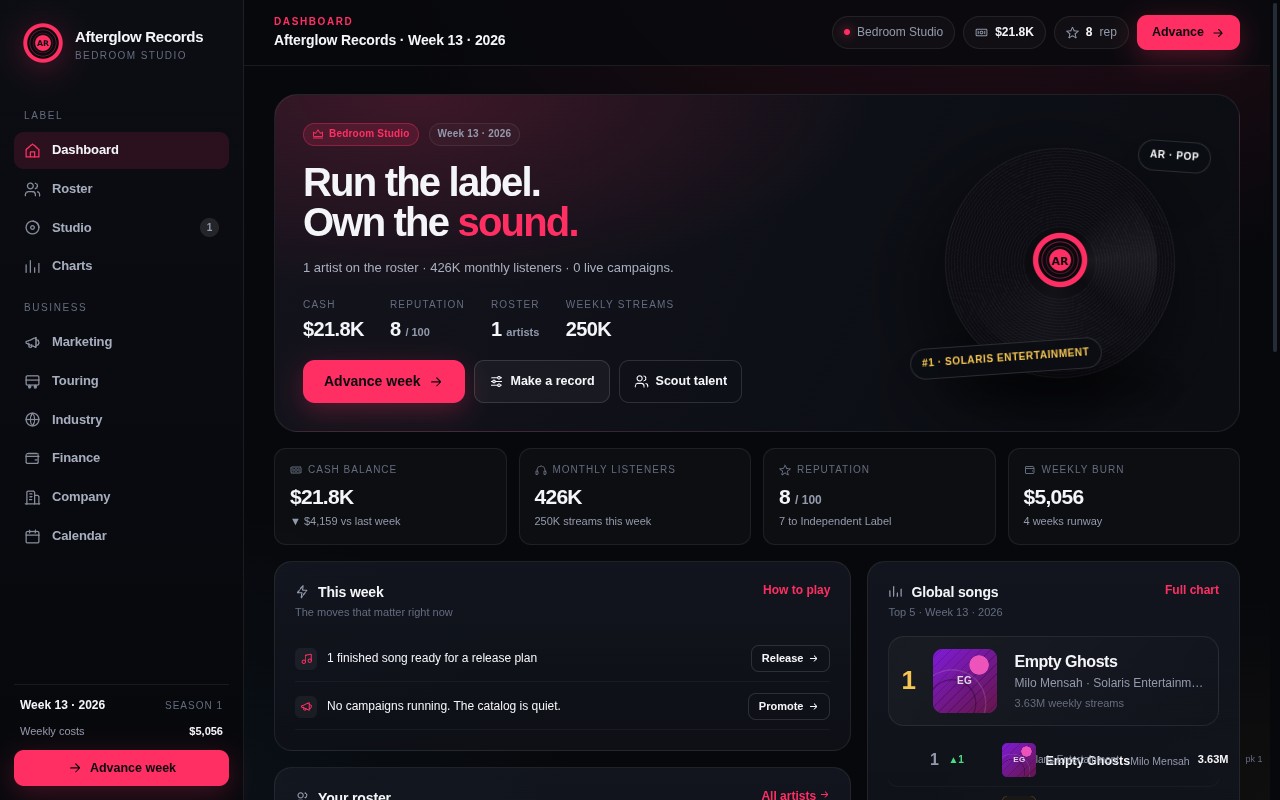 AR
Afterglow Records
BEDROOM STUDIO
LABEL
Dashboard
Roster
Studio
1
Charts
BUSINESS
Marketing
Touring
Industry
Finance
Company
Calendar
Week 13 · 2026
SEASON 1
Weekly costs
$5,056
→ Advance week
DASHBOARD
Afterglow Records · Week 13 · 2026
Bedroom Studio
$21.8K
8 rep
Advance →
Bedroom Studio
Week 13 · 2026
Run the label.
Own the sound.
1 artist on the roster · 426K monthly listeners · 0 live campaigns.
CASH
$21.8K
REPUTATION
8 / 100
ROSTER
1 artists
WEEKLY STREAMS
250K
Advance week →
Make a record
Scout talent
AR · POP
AR
#1 · SOLARIS ENTERTAINMENT
CASH BALANCE
$21.8K
▼ $4,159 vs last week
MONTHLY LISTENERS
426K
250K streams this week
REPUTATION
8 / 100
7 to Independent Label
WEEKLY BURN
$5,056
4 weeks runway
This week
How to play
The moves that matter right now
1 finished song ready for a release plan
Release →
No campaigns running. The catalog is quiet.
Promote →
Your roster
All artists →
Global songs
Full chart
Top 5 · Week 13 · 2026
1
EG
Empty Ghosts
Milo Mensah · Solaris Entertainm…
3.63M weekly streams
1
▲1
EG
Empty Ghosts
Milo Mensah
3.63M
pk 1